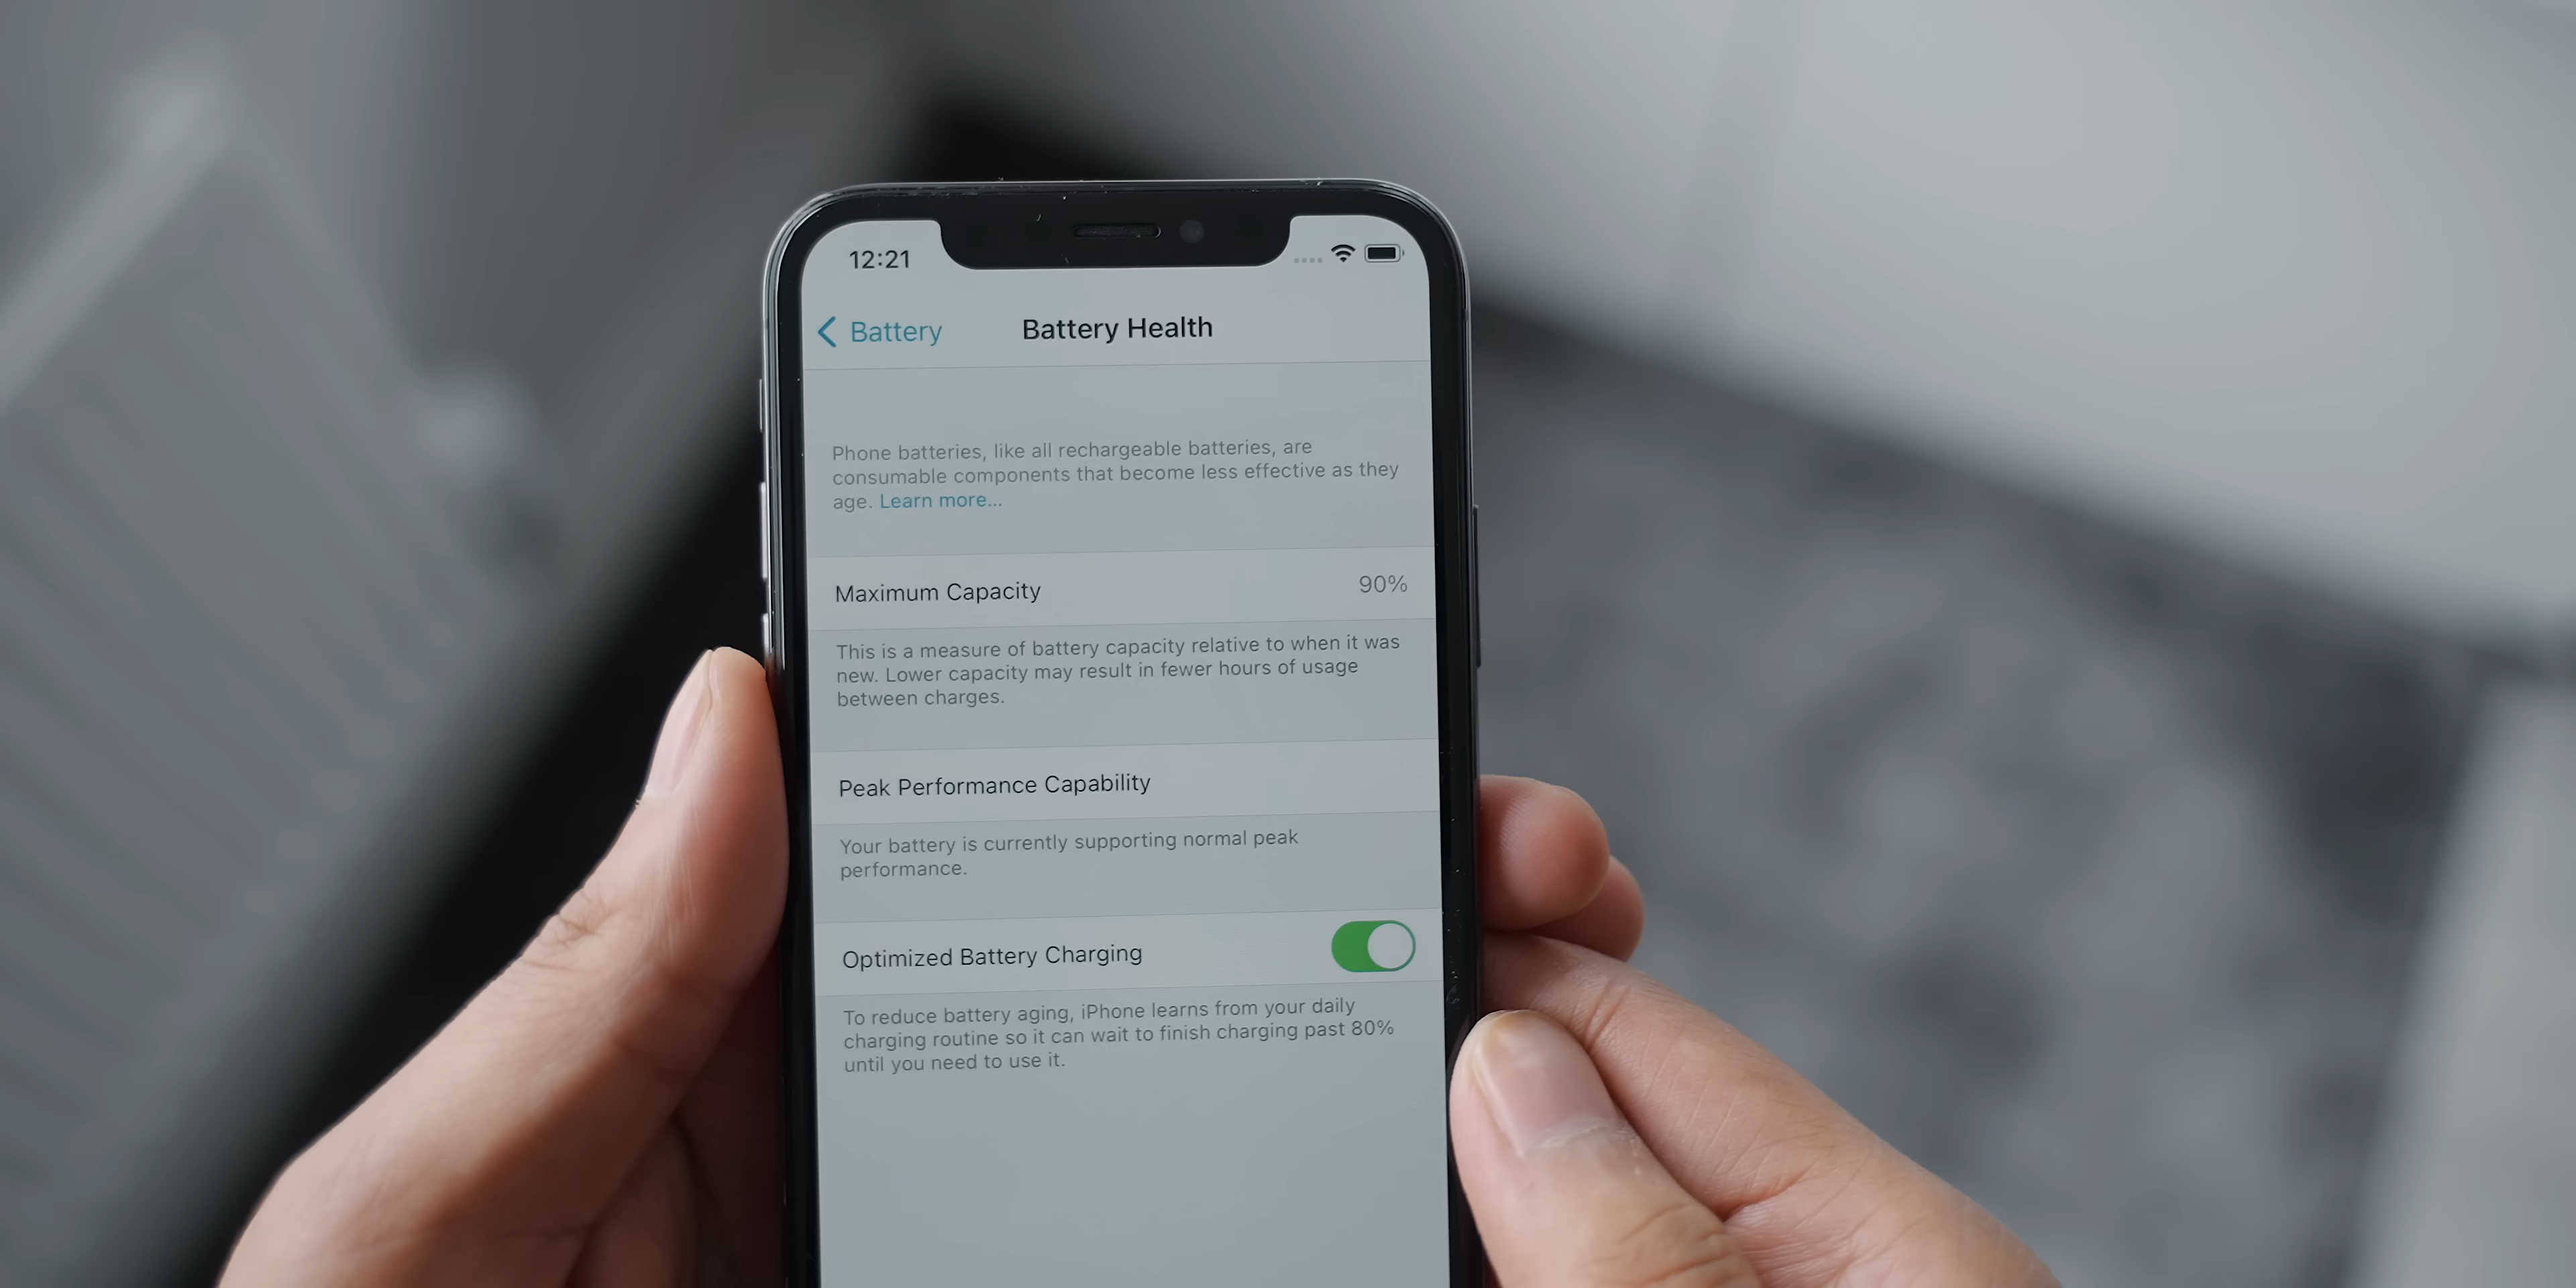 12:21
Battery
Battery Health
Phone batteries, like all rechargeable batteries, are
consumable components that become less effective as they
age. Learn more...
Maximum Capacity 90%
This is a measure of battery capacity relative to when it was
new. Lower capacity may result in fewer hours of usage
between charges.
Peak Performance Capability
Your battery is currently supporting normal peak
performance.
Optimized Battery Charging
To reduce battery aging, iPhone learns from your daily
charging routine so it can wait to finish charging past 80%
until you need to use it.